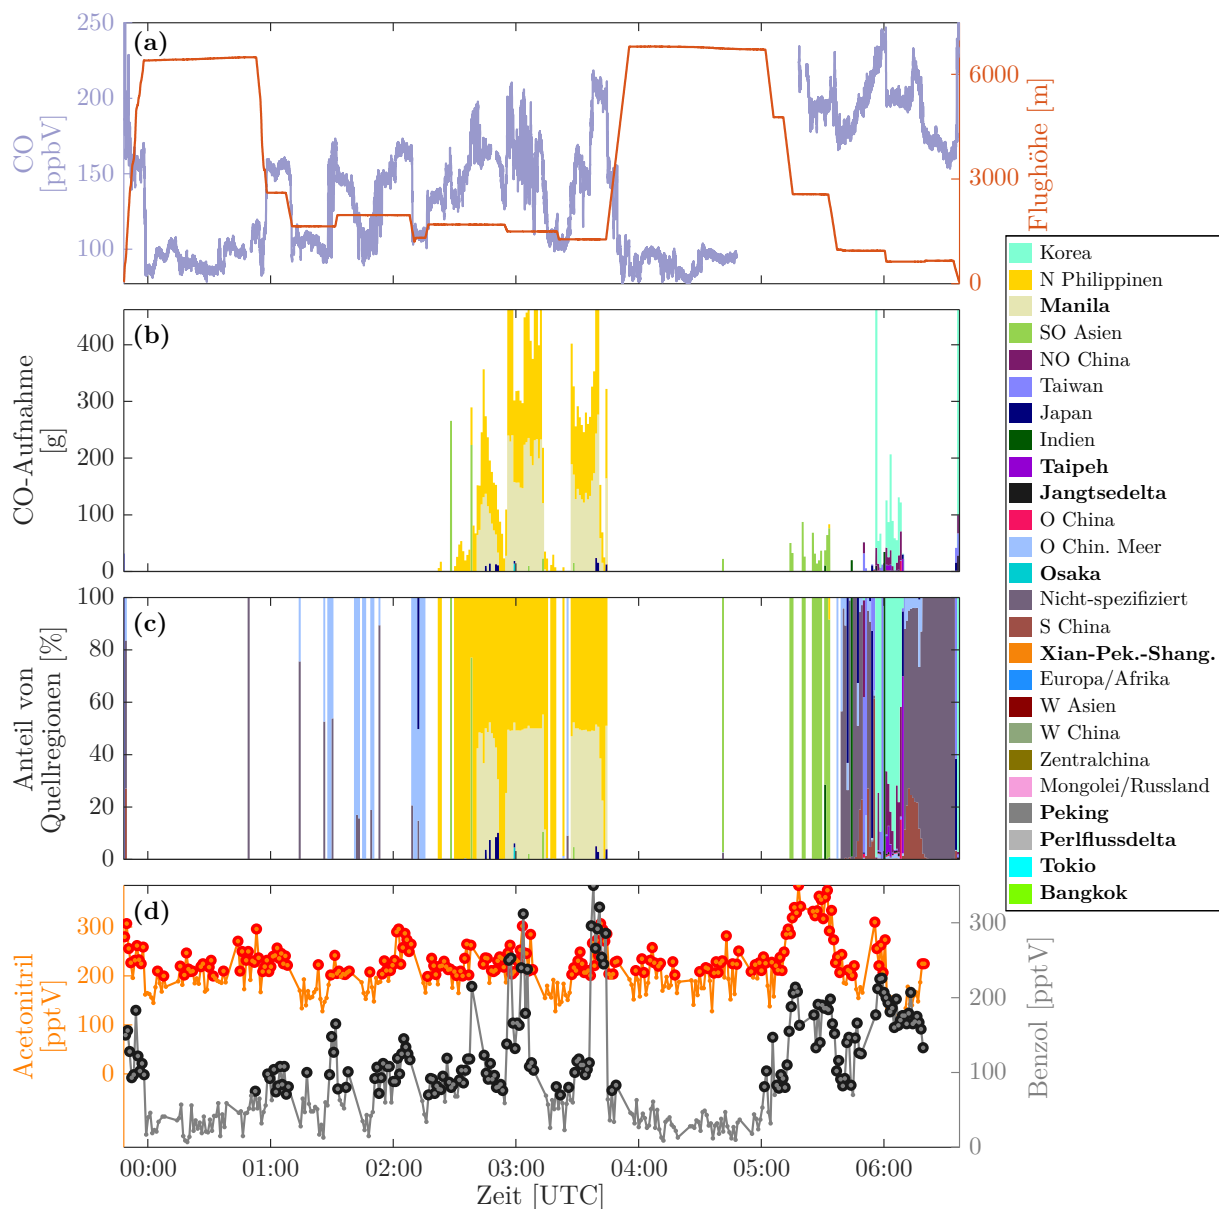 (a)
250
200
150
100
CO
[ppbV]
6000
3000
0
Flughöhe [m]
(b)
400
300
200
100
0
CO-Aufnahme
[g]
(c)
100
80
60
40
20
0
Anteil von
Quellregionen [%]
(d)
300
200
100
0
Acetonitril
[pptV]
300
200
100
0
Benzol [pptV]
00:00 01:00 02:00 03:00 04:00 05:00 06:00
Zeit [UTC]
Korea
N Philippinen
Manila
SO Asien
NO China
Taiwan
Japan
Indien
Taipeh
Jangtsedelta
O China
O Chin. Meer
Osaka
Nicht-spezifiziert
S China
Xian-Pek.-Shang.
Europa/Afrika
W Asien
W China
Zentralchina
Mongolei/Russland
Peking
Perlflussdelta
Tokio
Bangkok